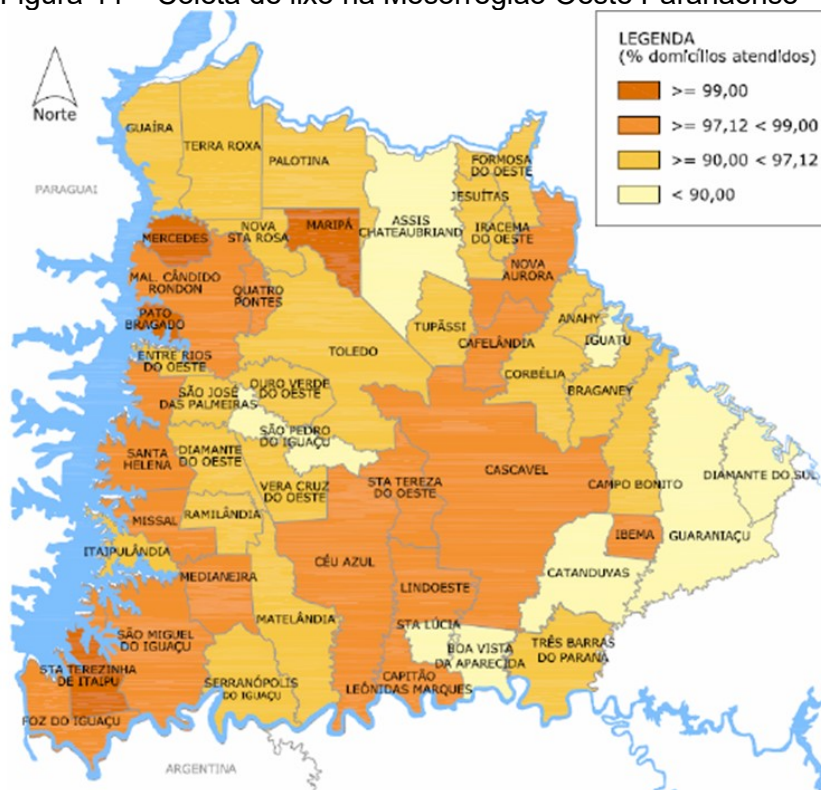 Figura 11 – Coleta de lixo na Mesorregião Oeste Paranaense
LEGENDA
(% domicílios atendidos)
>= 99,00
>= 97,12 < 99,00
>= 90,00 < 97,12
< 90,00
Norte
PARAGUAI
GUAÍRA
TERRA ROXA
PALOTINA
FORMOSA
DO OESTE
JESUÍTAS
ASSIS
CHATEAUBRIAND
IRACEMA
DO OESTE
MERCEDES
NOVA
STA ROSA
MARIPÁ
NOVA
AURORA
MAL. CÂNDIDO
RONDON
QUATRO
PONTES
PATO
BRAGADO
TUPÃSSI
ANAHY
IGUATU
CAFELÂNDIA
ENTRE RIOS
DO OESTE
TOLEDO
CORBÉLIA
BRAGANEY
SÃO JOSÉ
DAS PALMEIRAS
OURO VERDE
DO OESTE
SÃO PEDRO
DO IGUAÇU
SANTA
HELENA
DIAMANTE
DO OESTE
VERA CRUZ
DO OESTE
STA TEREZA
DO OESTE
CASCAVEL
CAMPO BONITO
DIAMANTE DO SUL
MISSAL
RAMILÂNDIA
IBEMA
GUARANIAÇU
ITAIPULÂNDIA
MEDIANEIRA
CÉU AZUL
LINDOESTE
CATANDUVAS
MATELÂNDIA
STA LÚCIA
SÃO MIGUEL
DO IGUAÇU
BOA VISTA
DA APARECIDA
TRÊS BARRAS
DO PARANÁ
STA TEREZINHA
DE ITAIPU
SERRANÓPOLIS
DO IGUAÇU
CAPITÃO
LEÔNIDAS MARQUES
FOZ DO IGUAÇU
ARGENTINA